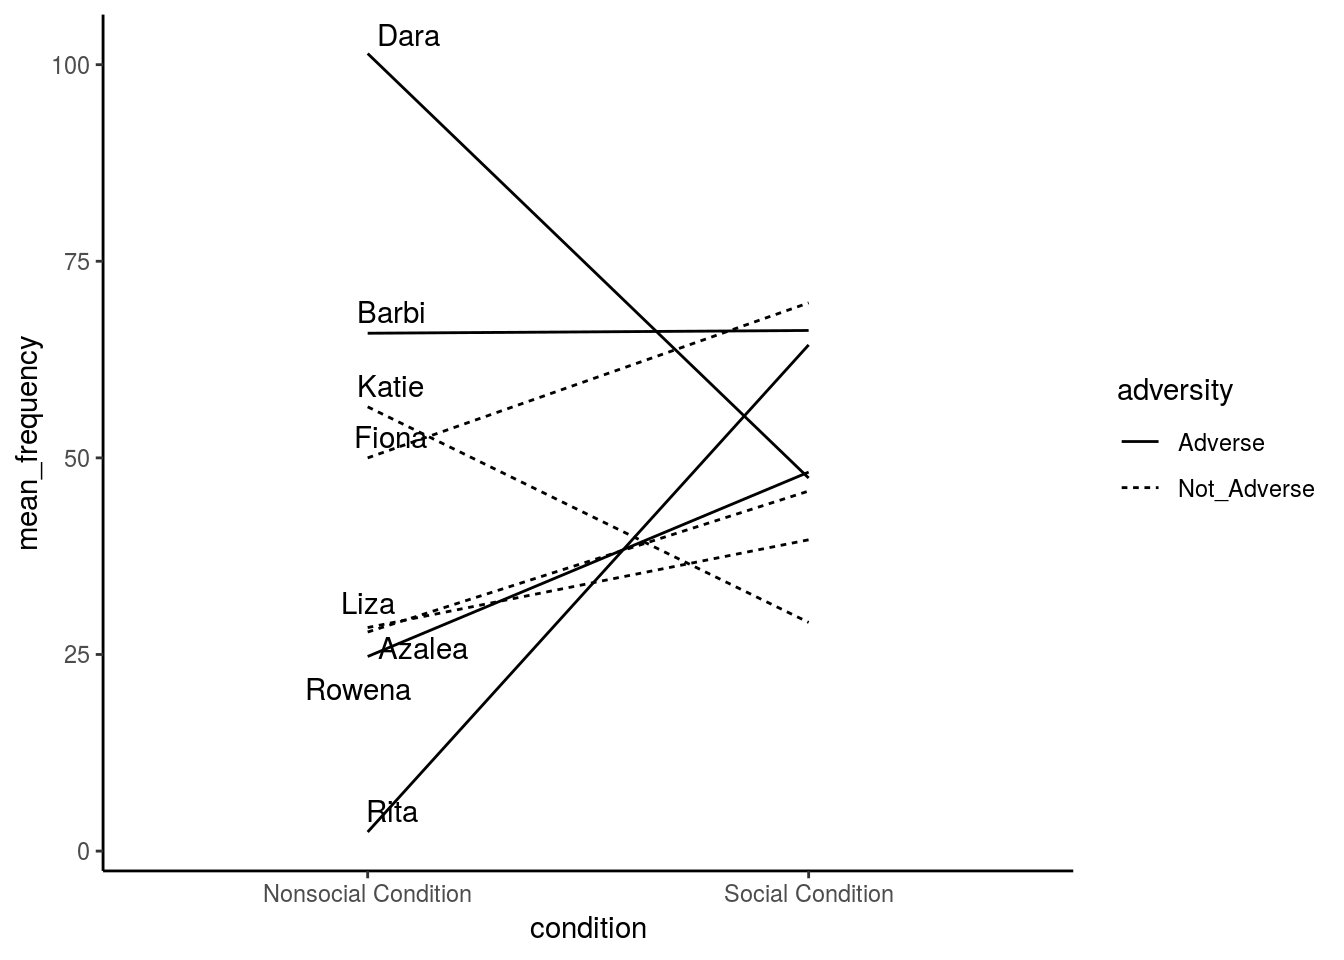 Dara
100
75
Barbi
Katie
Fiona
50
Liza
Azalea
25
Rowena
Rita
0
mean_frequency
Nonsocial Condition
Social Condition
condition
adversity
Adverse
Not_Adverse